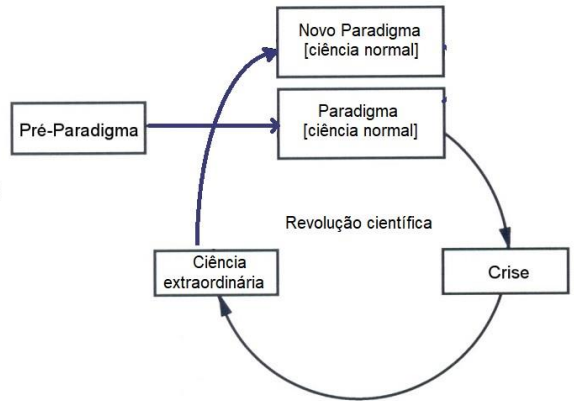 Novo Paradigma
[ciência normal]
Pré-Paradigma
Paradigma
[ciência normal]
Revolução científica
Ciência
extraordinária
Crise